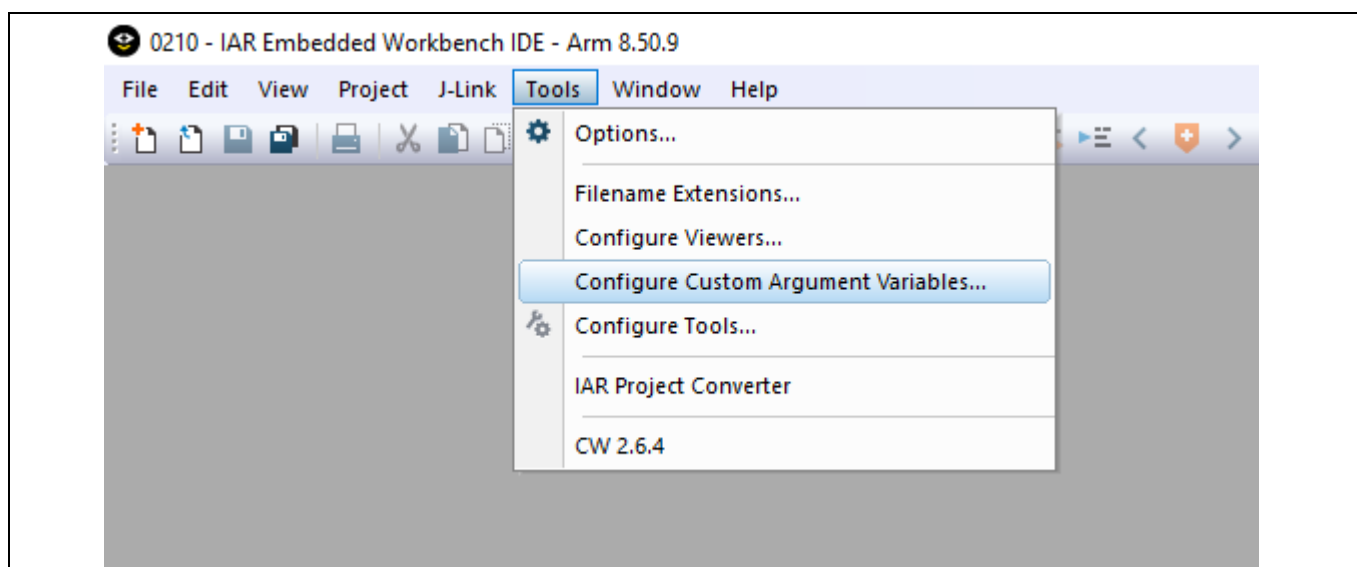 0210 - IAR Embedded Workbench IDE - Arm 8.50.9
File Edit View Project J-Link Tools Window Help
Options...
Filename Extensions...
Configure Viewers...
Configure Custom Argument Variables...
Configure Tools...
IAR Project Converter
CW 2.6.4